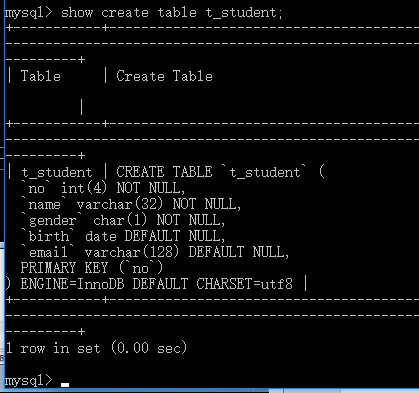 mysql> show create table t_student;
+-----------+--------------------------------------
---------------------------------------------------
---------+
| Table     | Create Table
         |
+-----------+--------------------------------------
---------------------------------------------------
---------+
| t_student | CREATE TABLE `t_student` (
  `no` int(4) NOT NULL,
  `name` varchar(32) NOT NULL,
  `gender` char(1) NOT NULL,
  `birth` date DEFAULT NULL,
  `email` varchar(128) DEFAULT NULL,
  PRIMARY KEY (`no`)
) ENGINE=InnoDB DEFAULT CHARSET=utf8 |
+-----------+--------------------------------------
---------------------------------------------------
---------+
1 row in set (0.00 sec)
mysql>